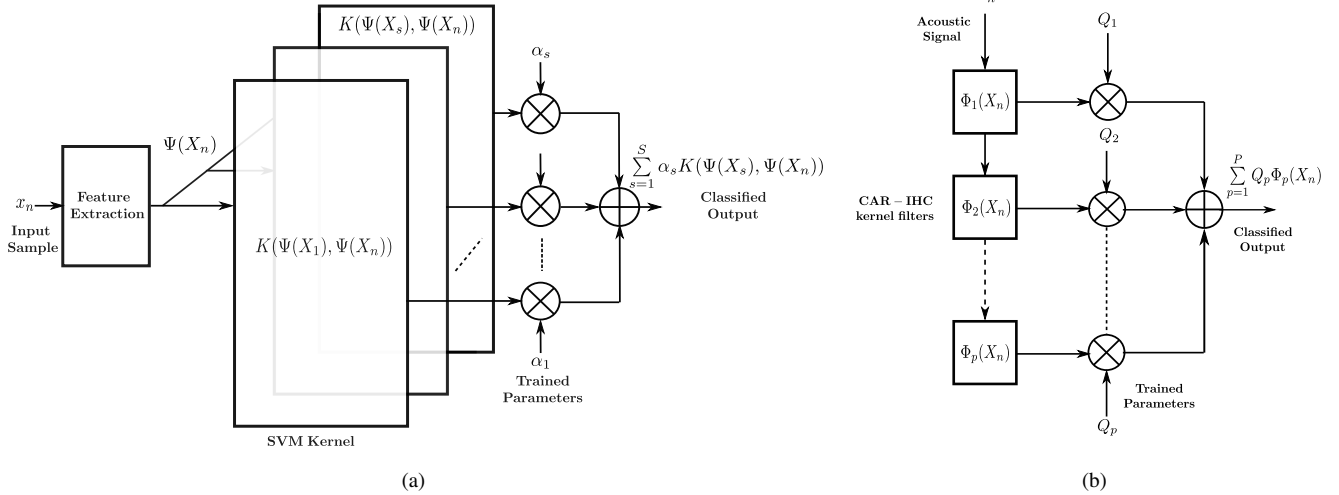 K(Ψ(X_s), Ψ(X_n))
α_s
Ψ(X_n)
x_n
Input
Sample
Feature
Extraction
K(Ψ(X_1), Ψ(X_n))
\sum_{s=1}^{S} α_s K(Ψ(X_s), Ψ(X_n))
Classified
Output
α_1
Trained
Parameters
SVM Kernel
(a)
n
Acoustic
Signal
Q_1
Φ_1(X_n)
Q_2
CAR – IHC
kernel filters
Φ_2(X_n)
\sum_{p=1}^{P} Q_p Φ_p(X_n)
Classified
Output
Φ_p(X_n)
Trained
Parameters
Q_p
(b)